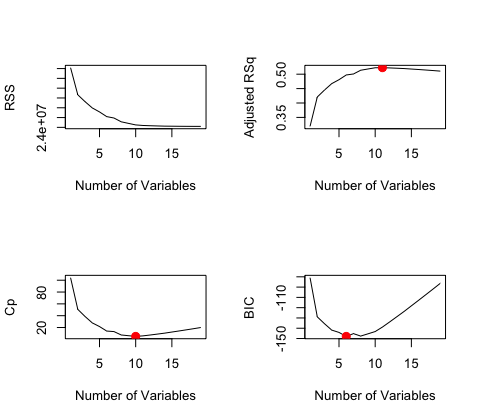 RSS
2.4e+07
5 10 15
Number of Variables
Adjusted RSq
0.35 0.50
5 10 15
Number of Variables
Cp
20 80
5 10 15
Number of Variables
BIC
-150 -110
5 10 15
Number of Variables